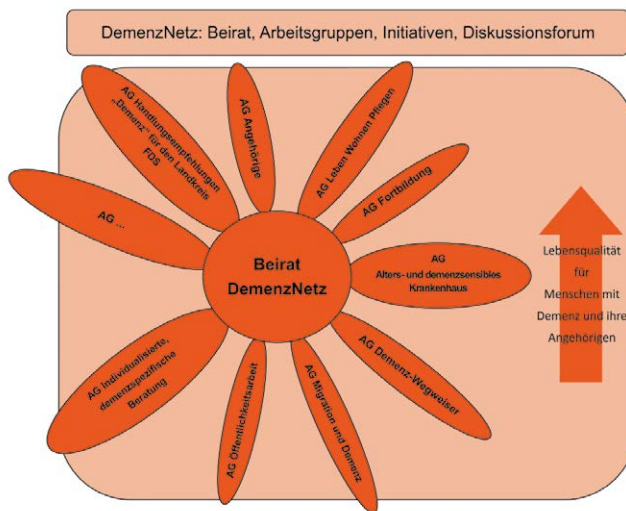 DemenzNetz: Beirat, Arbeitsgruppen, Initiativen, Diskussionsforum
AG Handlungsempfehlungen
„Demenz“ für den Landkreis
FDS
AG Angehörige
AG Leben Wohnen Pflegen
AG Fortbildung
AG ...
Beirat
DemenzNetz
AG
Alters- und demenzsensibles
Krankenhaus
AG Individualisierte,
demenzspezifische
Beratung
AG Öffentlichkeitsarbeit
AG Migration und Demenz
AG Demenz-Wegweiser
Lebensqualität
für
Menschen mit
Demenz und ihre
Angehörigen